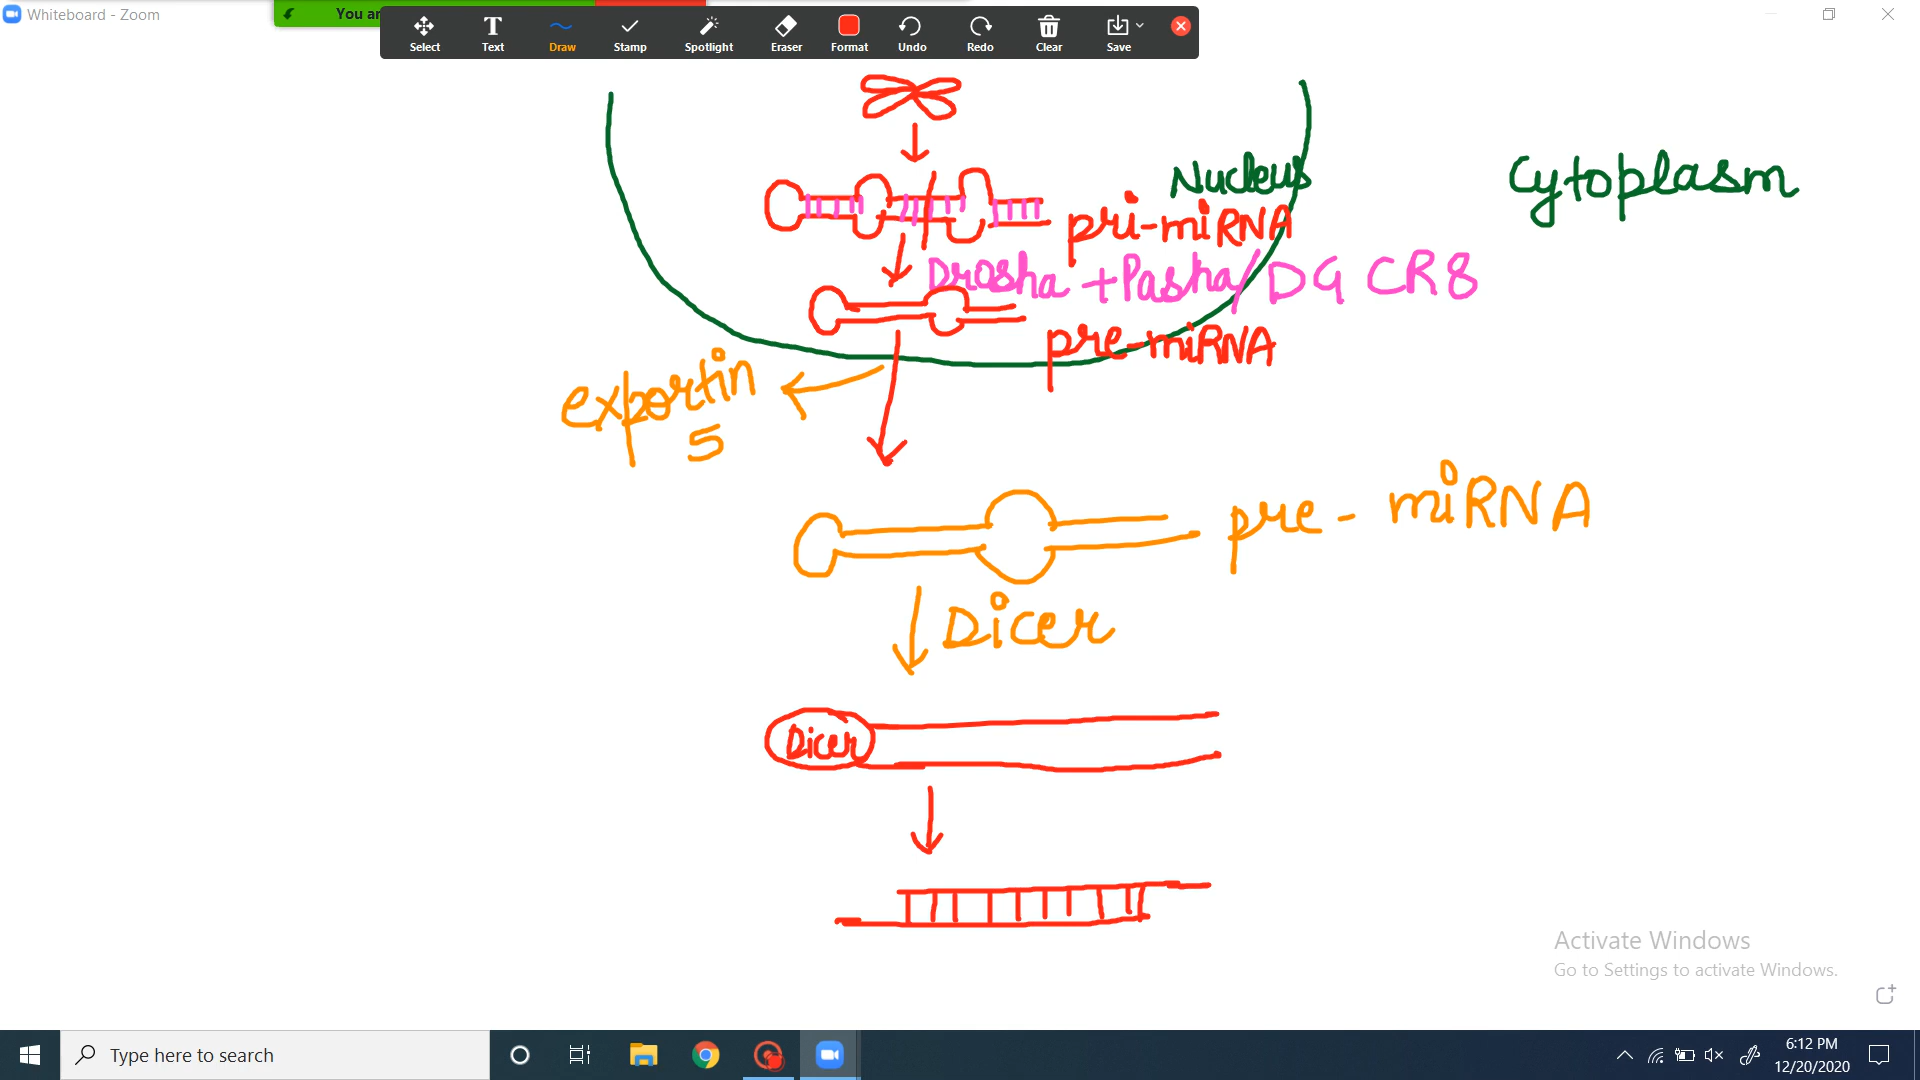 Whiteboard - Zoom
You ar
Select Text Draw Stamp Spotlight Eraser Format Undo Redo Clear Save
Nucleus
Cytoplasm
pri-miRNA
Drosha + Pasha/DGCR8
pre-miRNA
exportin
5
pre-miRNA
Dicer
Dicer
Activate Windows
Go to Settings to activate Windows.
Type here to search
6:12 PM
12/20/2020